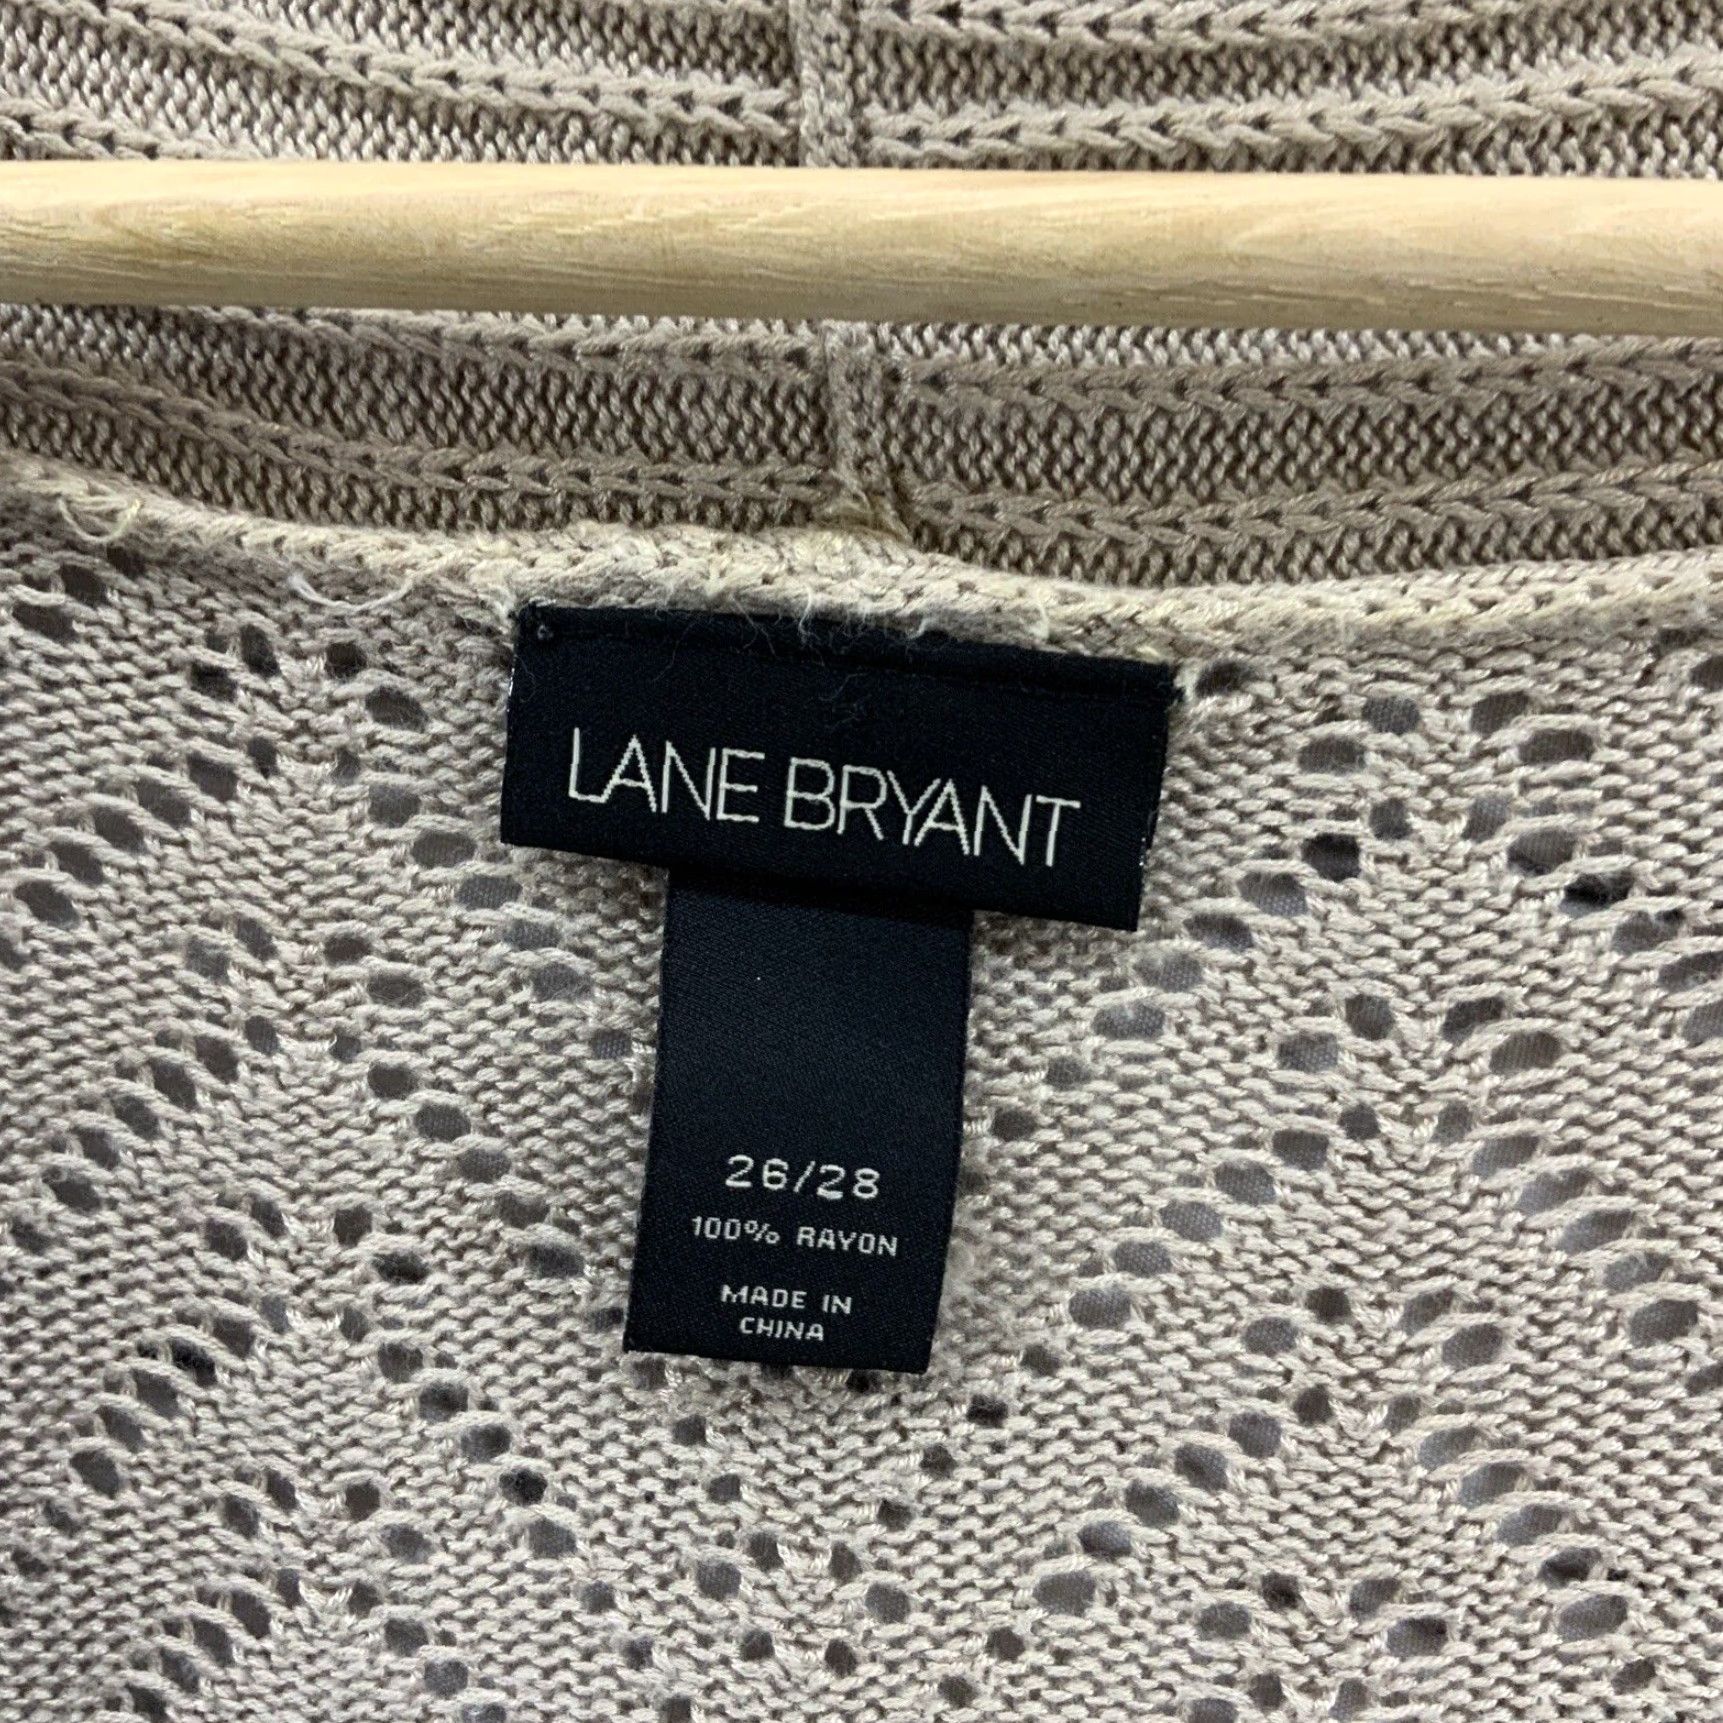 LANE BRYANT
26/28
100% RAYON
MADE IN
CHINA